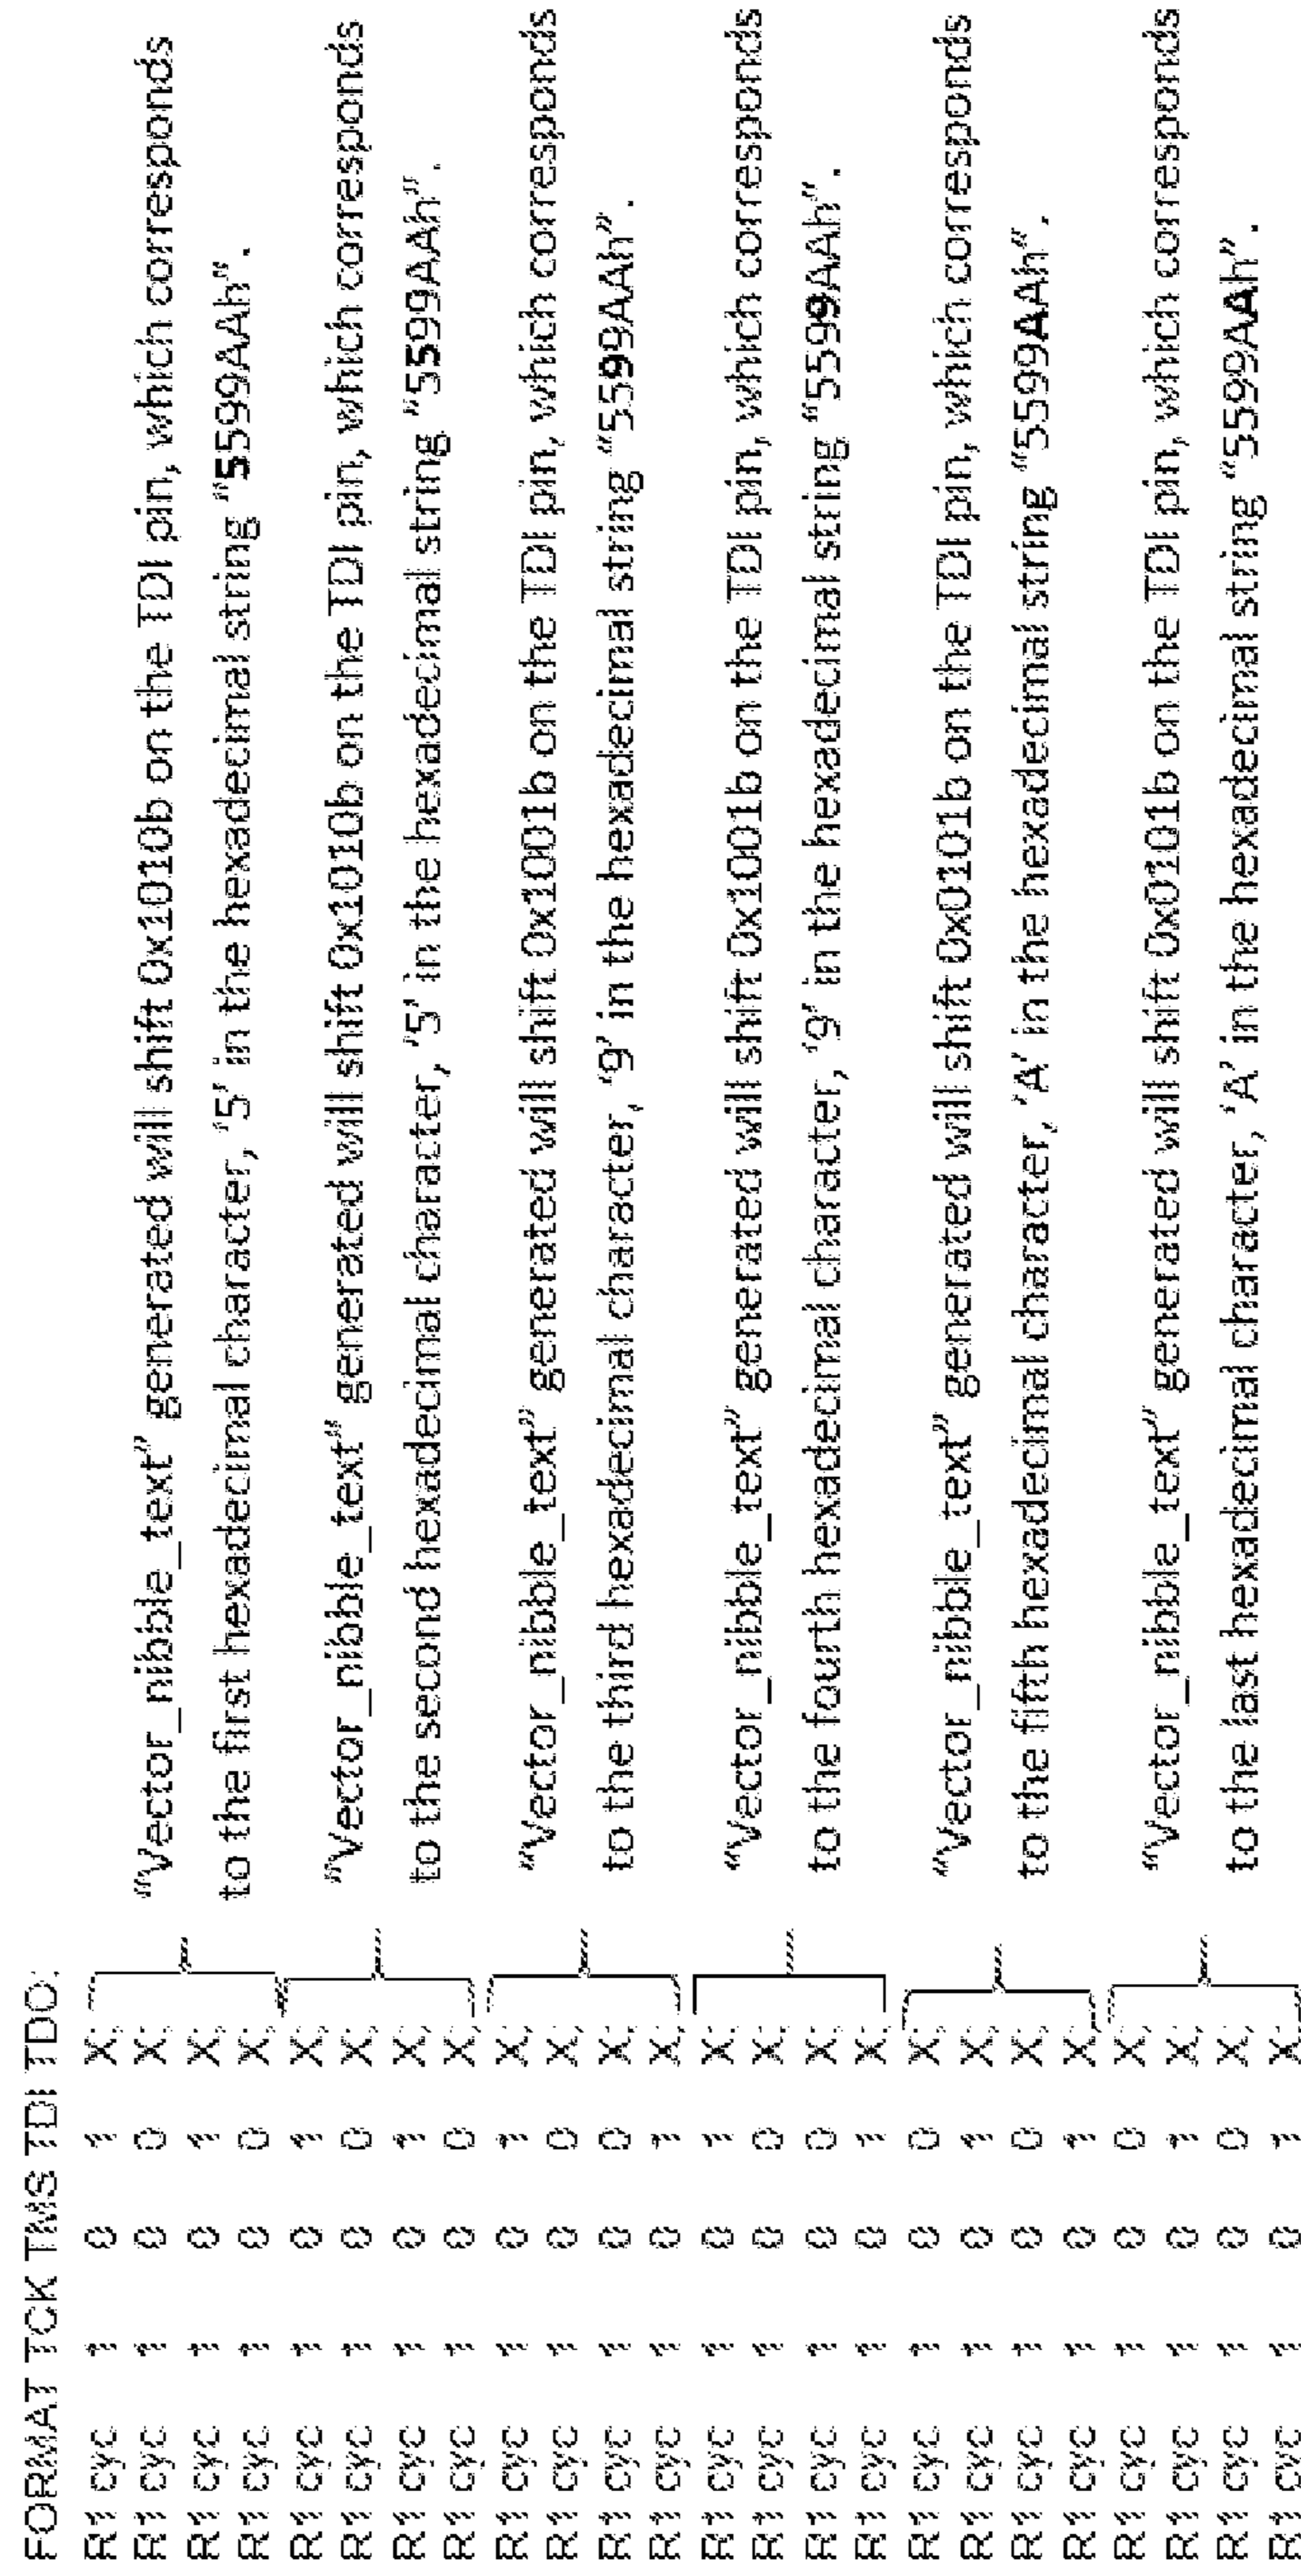 FORMAT TCK TMS TDI TDO;
R1 cyc 1 0 1 X;
R1 cyc 1 0 0 X;
R1 cyc 1 0 1 X;
R1 cyc 1 0 0 X;
"Vector_nibble_text" generated will shift 0x1010b on the TDI pin, which corresponds
to the first hexadecimal character, '5' in the hexadecimal string "5599AAh".
R1 cyc 1 0 1 X;
R1 cyc 1 0 0 X;
R1 cyc 1 0 1 X;
R1 cyc 1 0 0 X;
"Vector_nibble_text" generated will shift 0x1010b on the TDI pin, which corresponds
to the second hexadecimal character, '5' in the hexadecimal string "5599AAh".
R1 cyc 1 0 1 X;
R1 cyc 1 0 0 X;
R1 cyc 1 0 0 X;
R1 cyc 1 0 1 X;
"Vector_nibble_text" generated will shift 0x1001b on the TDI pin, which corresponds
to the third hexadecimal character, '9' in the hexadecimal string "5599AAh".
R1 cyc 1 0 1 X;
R1 cyc 1 0 0 X;
R1 cyc 1 0 0 X;
R1 cyc 1 0 1 X;
"Vector_nibble_text" generated will shift 0x1001b on the TDI pin, which corresponds
to the fourth hexadecimal character, '9' in the hexadecimal string "5599AAh".
R1 cyc 1 0 0 X;
R1 cyc 1 0 1 X;
R1 cyc 1 0 0 X;
R1 cyc 1 0 1 X;
"Vector_nibble_text" generated will shift 0x0101b on the TDI pin, which corresponds
to the fifth hexadecimal character, 'A' in the hexadecimal string "5599AAh".
R1 cyc 1 0 0 X;
R1 cyc 1 0 1 X;
R1 cyc 1 0 0 X;
R1 cyc 1 0 1 X;
"Vector_nibble_text" generated will shift 0x0101b on the TDI pin, which corresponds
to the last hexadecimal character, 'A' in the hexadecimal string "5599AAh".